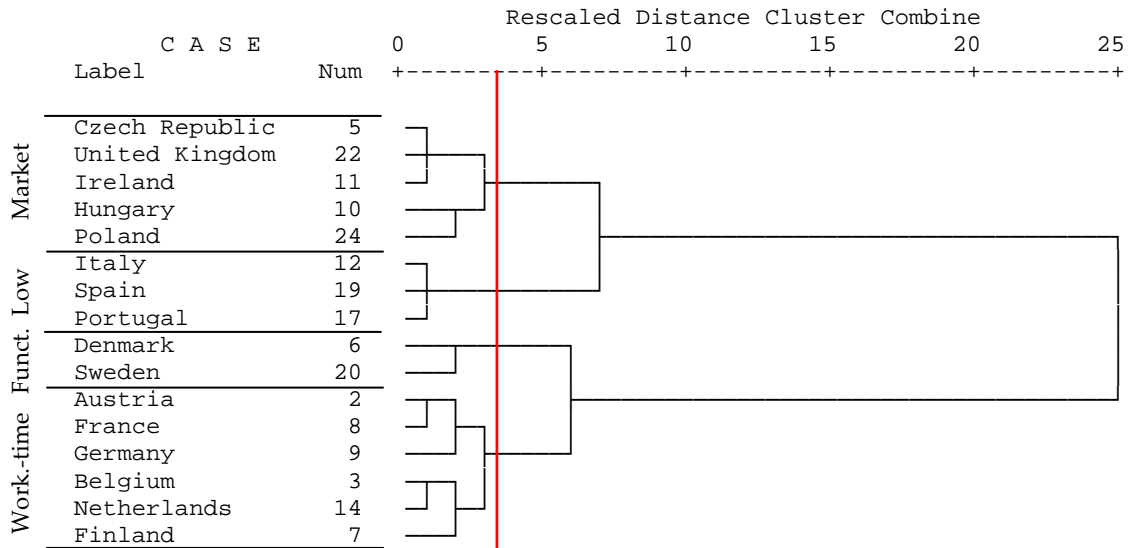 Rescaled Distance Cluster Combine
C A S E 0 5 10 15 20 25
Label Num +---------+---------+---------+---------+---------+
Market
Czech Republic 5
United Kingdom 22
Ireland 11
Hungary 10
Poland 24
Low
Italy 12
Spain 19
Portugal 17
Funct.
Denmark 6
Sweden 20
Work.-time
Austria 2
France 8
Germany 9
Belgium 3
Netherlands 14
Finland 7